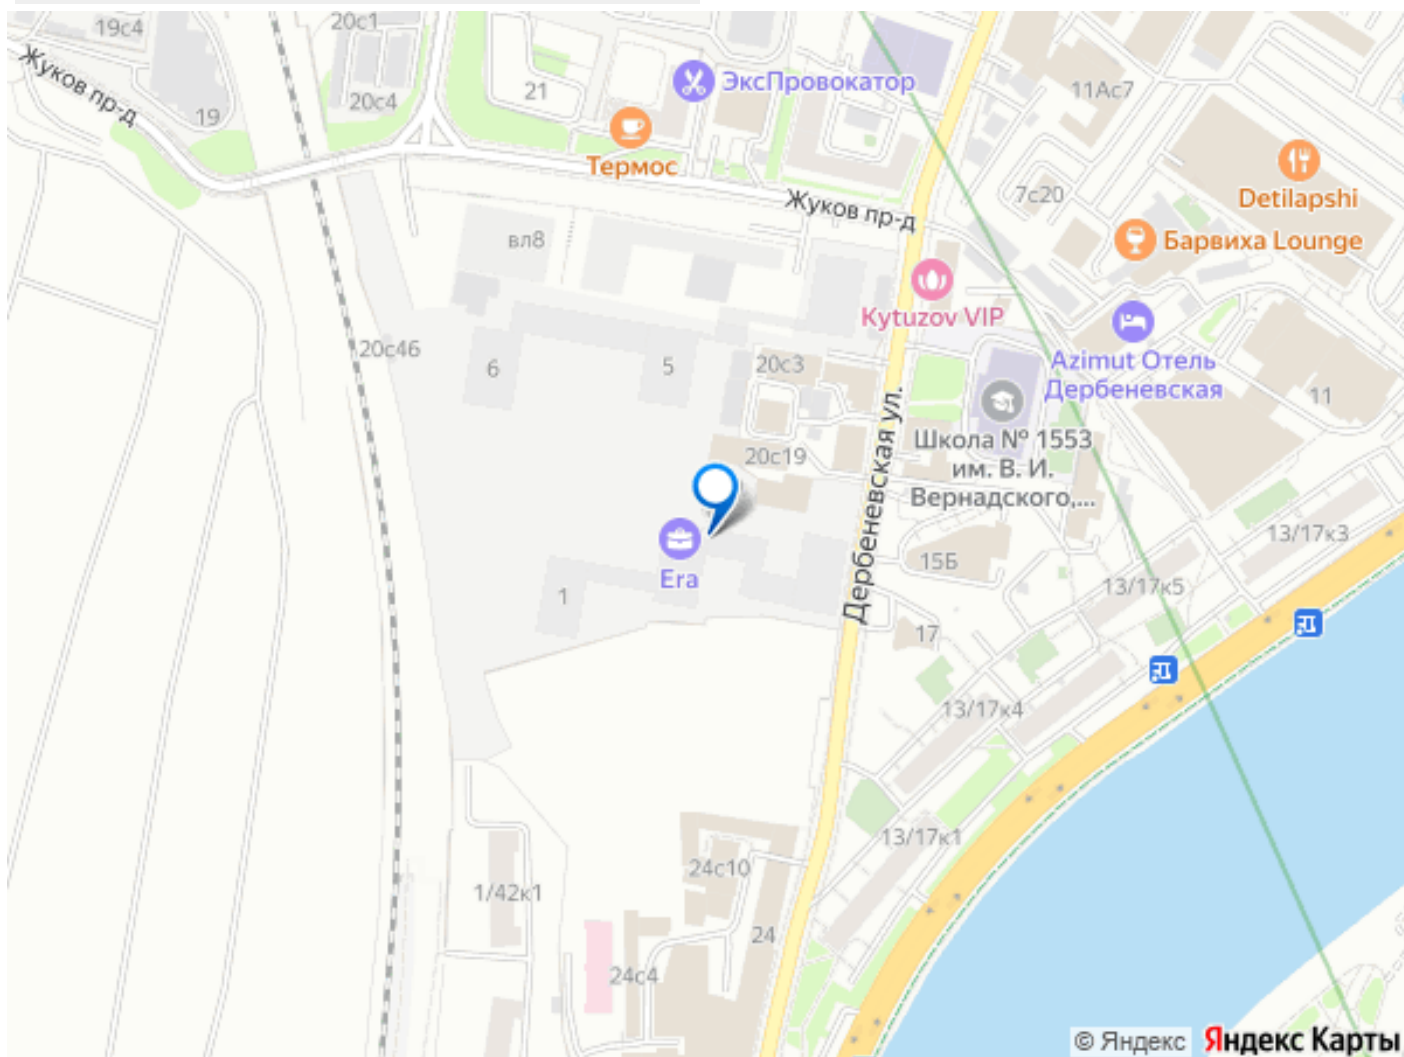 20с1
19с4
Жуков пр-д
20с4
19
21
ЭксПровокатор
11Ас7
Термос
Detilapshi
7с20
Жуков пр-д
Барвиха Lounge
вл8
Kytuzov VIP
20с46
6
5
20с3
Azimut Отель
Дербеневская
11
Школа № 1553
им. В. И.
Вернадского,...
20с19
Дербеневская ул.
13/17к3
15Б
Era
13/17к5
1
17
13/17к4
13/17к1
24с10
1/42к1
24
24с4
© Яндекс Яндекс Карты